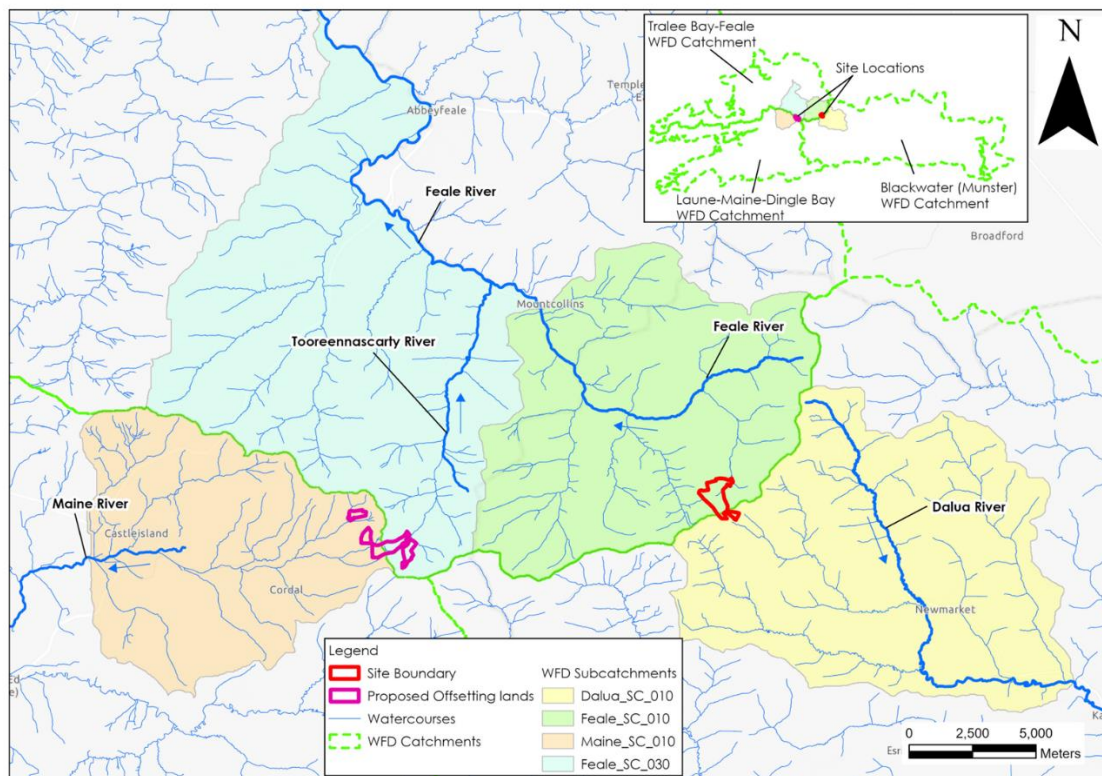 Tralee Bay-Feale
WFD Catchment
Site Locations
Laune-Maine-Dingle Bay
WFD Catchment
Blackwater (Munster)
WFD Catchment
N
Temple
Abbeyfeale
Feale River
Broadford
Mountcollins
Feale River
Tooreennascarty River
Maine River
Castleisland
Cordal
Dalua River
Newmarket
Legend
Site Boundary
Proposed Offsetting lands
Watercourses
WFD Catchments
WFD Subcatchments
Dalua_SC_010
Feale_SC_010
Maine_SC_010
Feale_SC_030
0 2,500 5,000
Meters